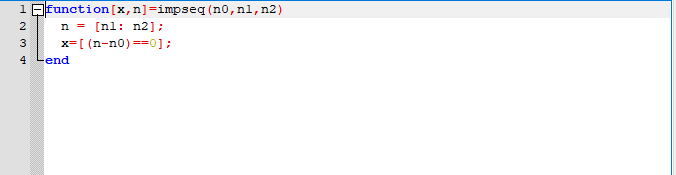 1 function[x,n]=impseq(n0,n1,n2)
2 n = [n1: n2];
3 x=[(n-n0)==0];
4 end